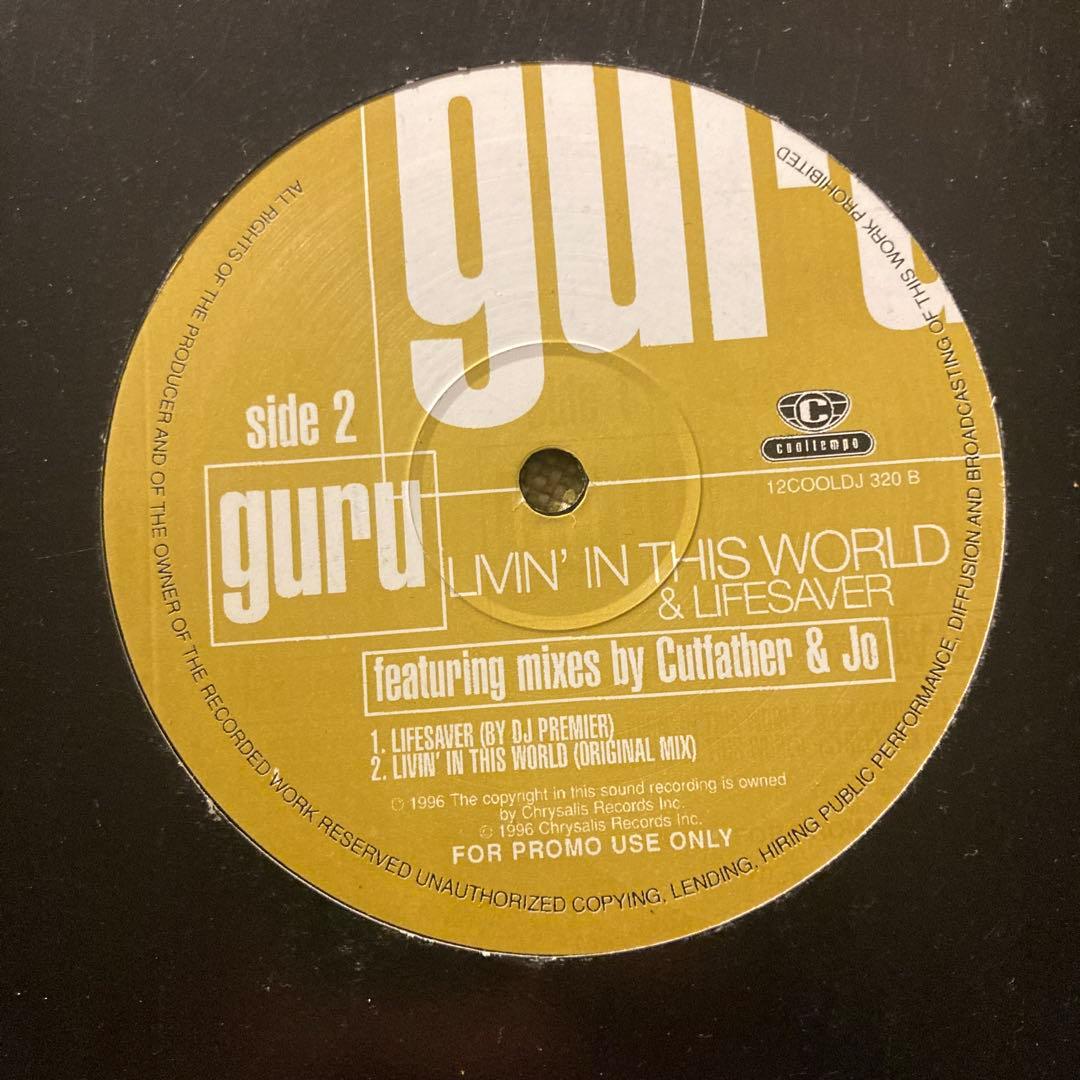 guru
side 2
guru
C
cooltempo
12COOLDJ 320 B
LIVIN' IN THIS WORLD
& LIFESAVER
featuring mixes by Cutfather & Jo
1. LIFESAVER (BY DJ PREMIER)
2. LIVIN' IN THIS WORLD (ORIGINAL MIX)
℗ 1996 The copyright in this sound recording is owned
by Chrysalis Records Inc.
© 1996 Chrysalis Records Inc.
FOR PROMO USE ONLY
ALL RIGHTS OF THE PRODUCER AND OF THE OWNER OF THE RECORDED WORK RESERVED UNAUTHORIZED COPYING, LENDING, HIRING PUBLIC PERFORMANCE, DIFFUSION AND BROADCASTING OF THIS WORK PROHIBITED